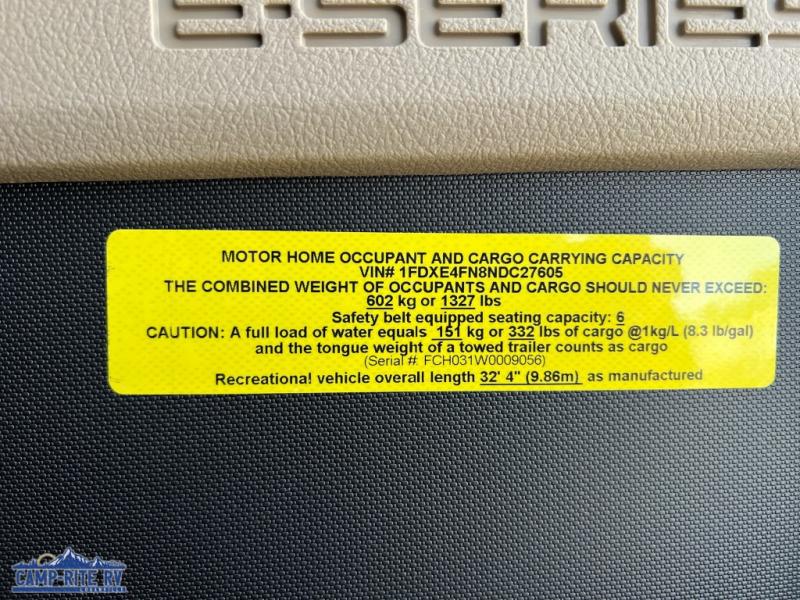 E-SERIES
MOTOR HOME OCCUPANT AND CARGO CARRYING CAPACITY
VIN# 1FDXE4FN8NDC27605
THE COMBINED WEIGHT OF OCCUPANTS AND CARGO SHOULD NEVER EXCEED:
602 kg or 1327 lbs
Safety belt equipped seating capacity: 6
CAUTION: A full load of water equals 151 kg or 332 lbs of cargo @1kg/L (8.3 lb/gal)
and the tongue weight of a towed trailer counts as cargo
(Serial #: FCH031W0009056)
Recreational vehicle overall length 32' 4" (9.86m) as manufactured
CAMP-RITE RV